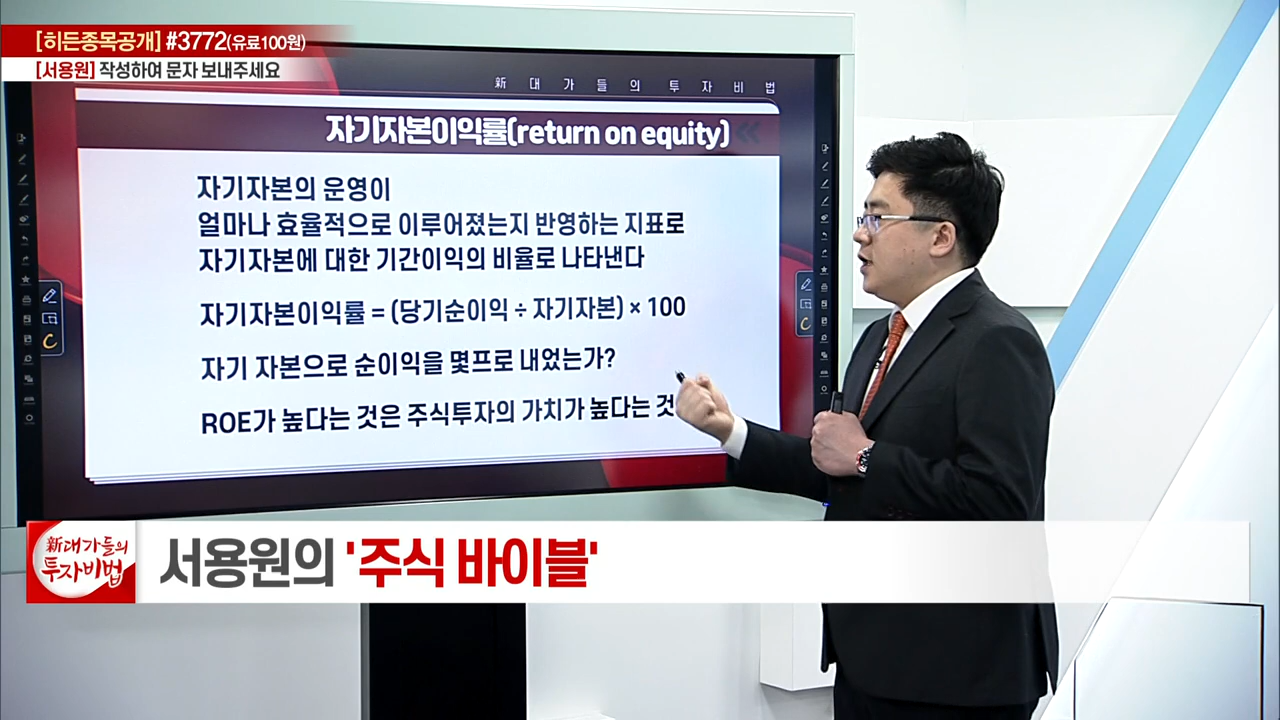 [히든종목공개] #3772(유료100원)
[서용원] 작성하여 문자 보내주세요
新 대 가 들 의 투 자 비 법
자기자본이익률(return on equity)
자기자본의 운영이
얼마나 효율적으로 이루어졌는지 반영하는 지표로
자기자본에 대한 기간이익의 비율로 나타낸다
자기자본이익률 = (당기순이익 ÷ 자기자본) × 100
자기 자본으로 순이익을 몇프로 내었는가?
ROE가 높다는 것은 주식투자의 가치가 높다는 것
新대가들의
투자비법
서용원의 '주식 바이블'